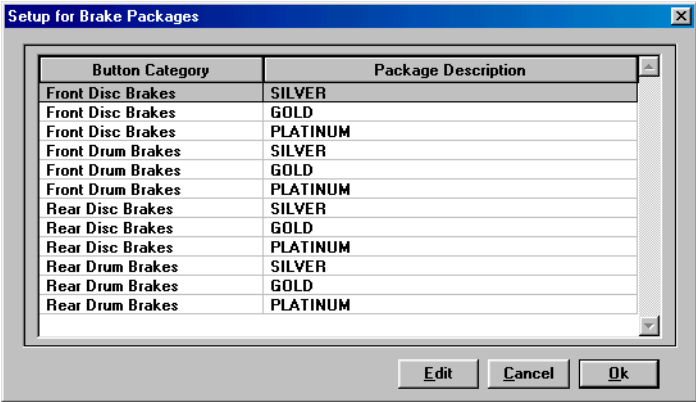 Setup for Brake Packages
Button Category Package Description
Front Disc Brakes SILVER
Front Disc Brakes GOLD
Front Disc Brakes PLATINUM
Front Drum Brakes SILVER
Front Drum Brakes GOLD
Front Drum Brakes PLATINUM
Rear Disc Brakes SILVER
Rear Disc Brakes GOLD
Rear Disc Brakes PLATINUM
Rear Drum Brakes SILVER
Rear Drum Brakes GOLD
Rear Drum Brakes PLATINUM
Edit Cancel Ok